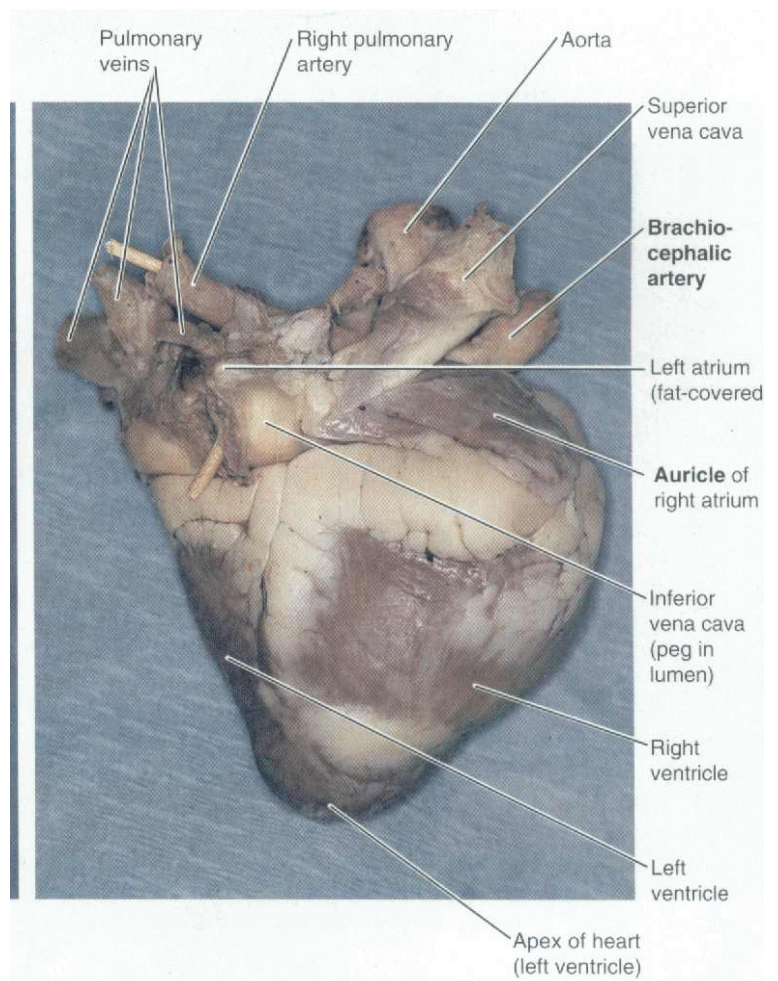 Pulmonary
veins
Right pulmonary
artery
Aorta
Superior
vena cava
Brachio-
cephalic
artery
Left atrium
(fat-covered
Auricle of
right atrium
Inferior
vena cava
(peg in
lumen)
Right
ventricle
Left
ventricle
Apex of heart
(left ventricle)